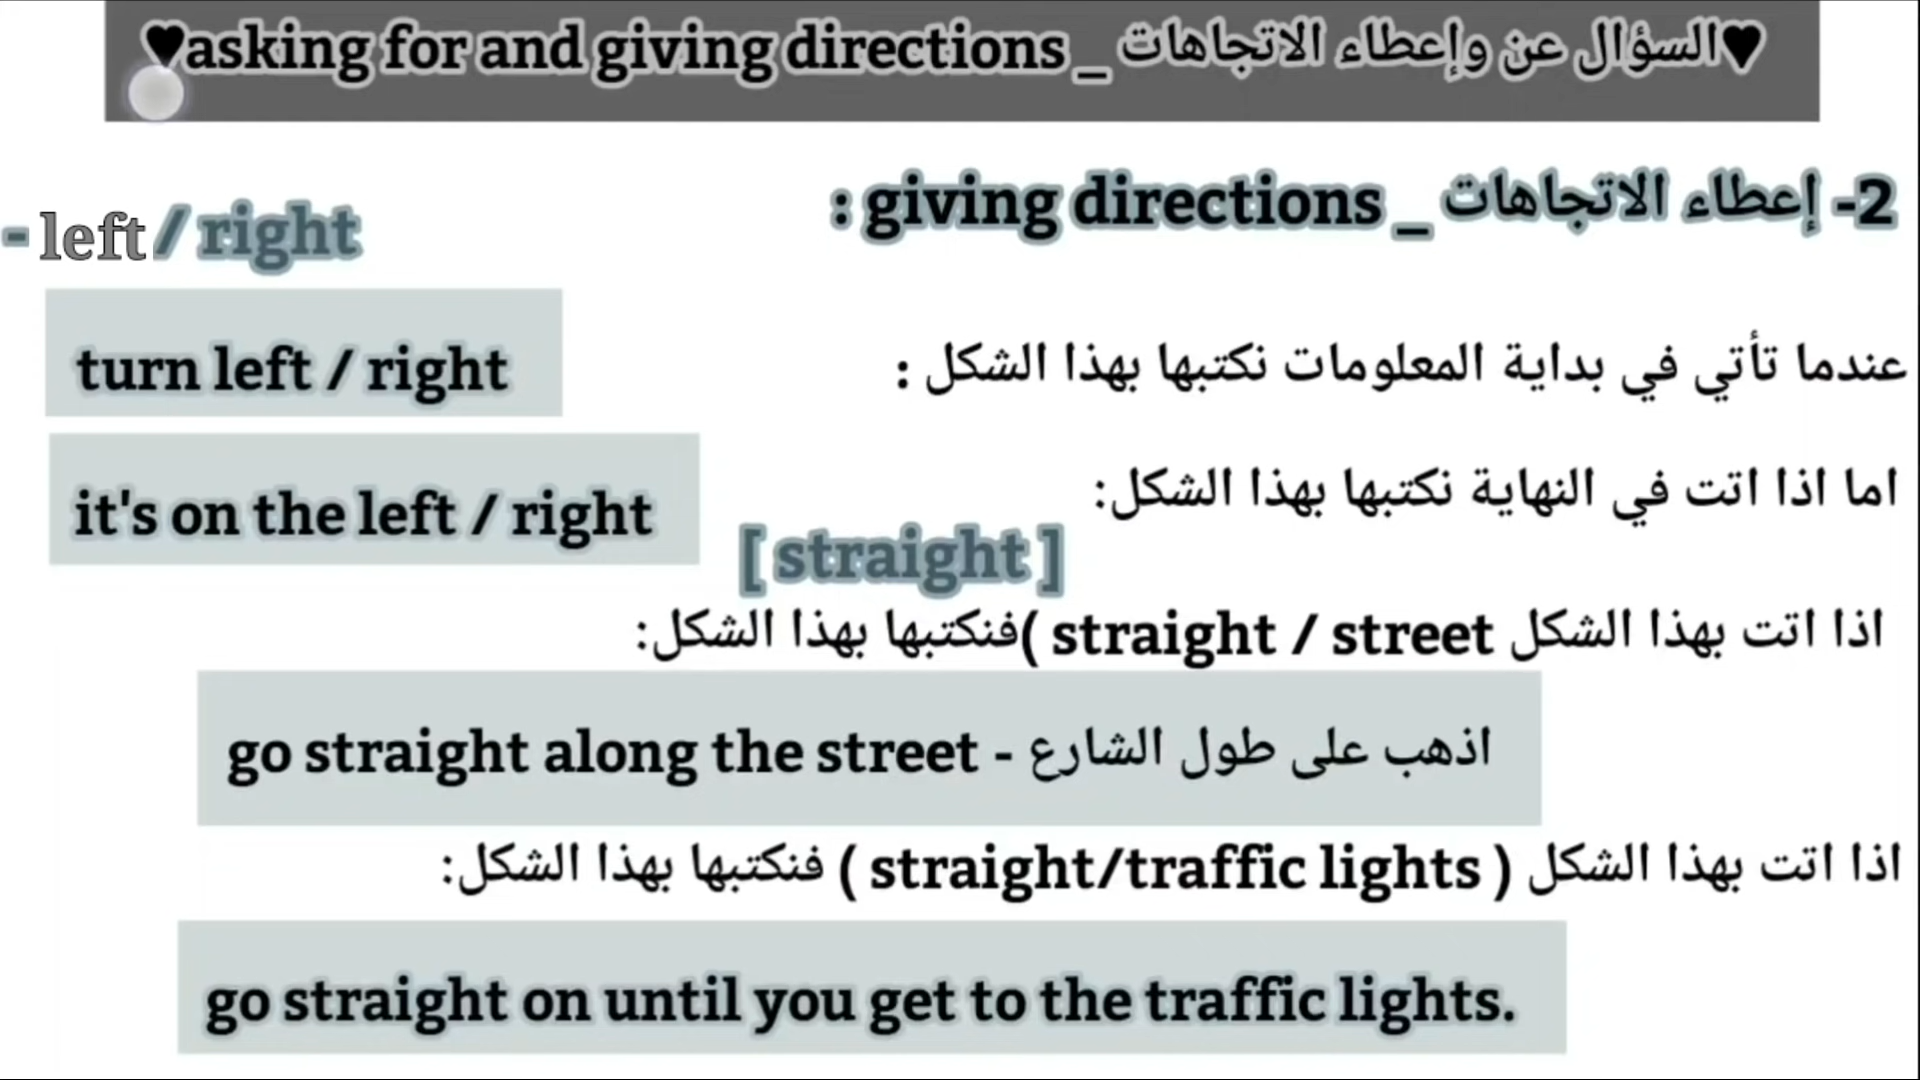 ♥asking for and giving directions _ السؤال عن وإعطاء الاتجاهات♥
2- إعطاء الاتجاهات _ giving directions :
- left / right
عندما تأتي في بداية المعلومات نكتبها بهذا الشكل :
turn left / right
اما اذا اتت في النهاية نكتبها بهذا الشكل:
it's on the left / right
[ straight ]
اذا اتت بهذا الشكل straight / street )فنكتبها بهذا الشكل:
go straight along the street - اذهب على طول الشارع
اذا اتت بهذا الشكل ( straight/traffic lights ) فنكتبها بهذا الشكل:
go straight on until you get to the traffic lights.